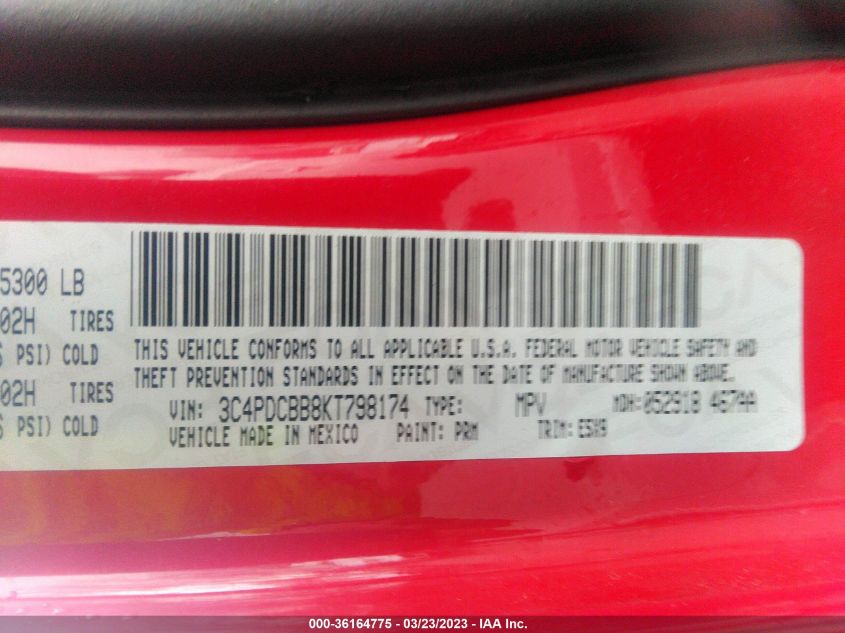 5300 LB
02H TIRES
PSI) COLD
02H TIRES
PSI) COLD
THIS VEHICLE CONFORMS TO ALL APPLICABLE U.S.A. FEDERAL MOTOR VEHICLE SAFETY AND
THEFT PREVENTION STANDARDS IN EFFECT ON THE DATE OF MANUFACTURE SHOWN ABOVE.
VIN: 3C4PDCBB8KT798174 TYPE: MPV MDH: 052918 467AA
VEHICLE MADE IN MEXICO PAINT: PRM TRIM: E5X9
000-36164775 - 03/23/2023 - IAA Inc.